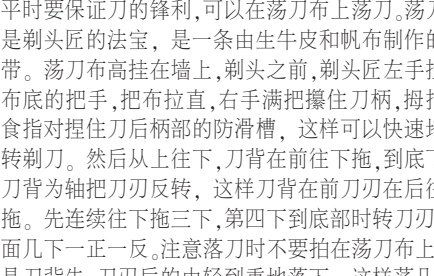 平时要保证刀的锋利,可以在荡刀布上荡刀。荡刀
是剃头匠的法宝，是一条由生牛皮和帆布制作的
带。荡刀布高挂在墙上,剃头之前,剃头匠左手扌
布底的把手,把布拉直,右手满把攥住刀柄,拇指
食指对捏住刀后柄部的防滑槽，这样可以快速地
转剃刀。然后从上往下,刀背在前往下拖,到底下
刀背为轴把刀刃反转，这样刀背在前刀刃在后往
拖。先连续往下拖三下,第四下到底部时转刀刃
面几下一正一反。注意落刀时不要拍在荡刀布上